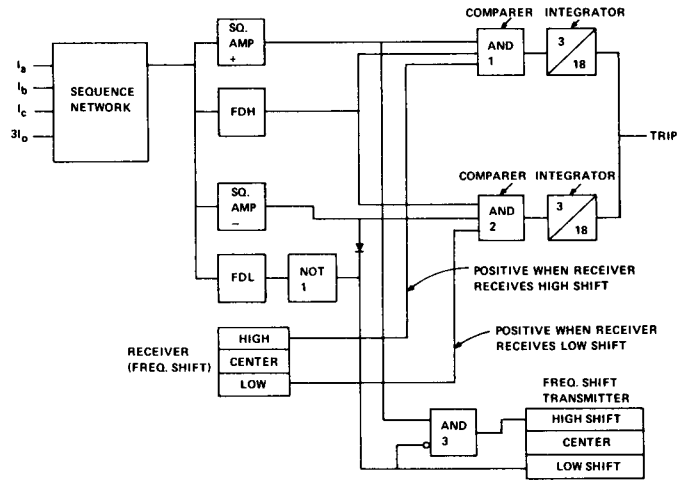 COMPARER INTEGRATOR
SQ.
AMP
+
AND
1
3
18
Ia
Ib
Ic
3Io
SEQUENCE
NETWORK
FDH
TRIP
COMPARER INTEGRATOR
SQ.
AMP
–
AND
2
3
18
FDL
NOT
1
POSITIVE WHEN RECEIVER
RECEIVES HIGH SHIFT
RECEIVER
(FREQ. SHIFT)
HIGH
CENTER
LOW
POSITIVE WHEN RECEIVER
RECEIVES LOW SHIFT
FREQ. SHIFT
TRANSMITTER
AND
3
HIGH SHIFT
CENTER
LOW SHIFT